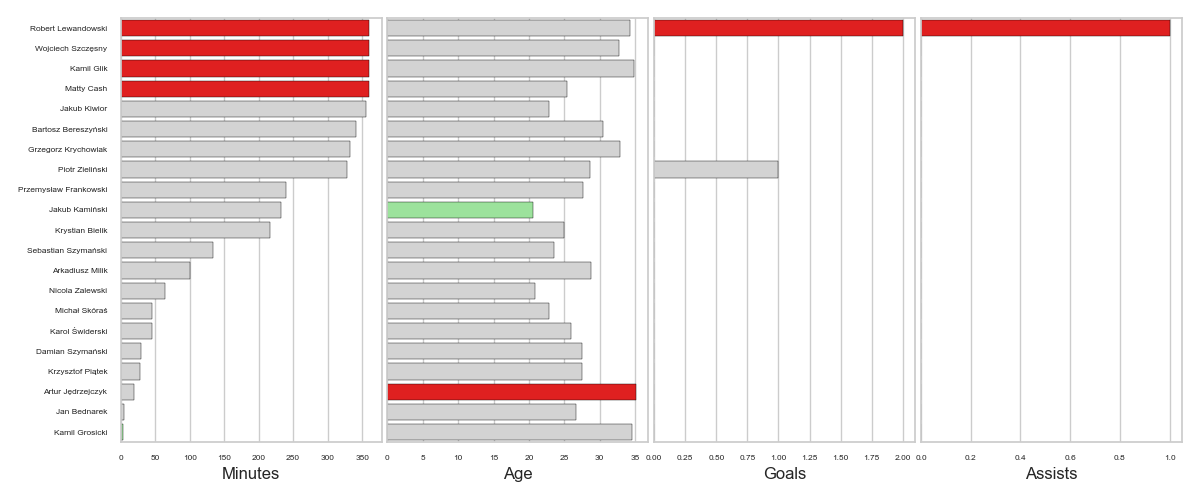 Robert Lewandowski
Wojciech Szczęsny
Kamil Glik
Matty Cash
Jakub Kiwior
Bartosz Bereszyński
Grzegorz Krychowiak
Piotr Zieliński
Przemysław Frankowski
Jakub Kamiński
Krystian Bielik
Sebastian Szymański
Arkadiusz Milik
Nicola Zalewski
Michał Skóraś
Karol Świderski
Damian Szymański
Krzysztof Piątek
Artur Jędrzejczyk
Jan Bednarek
Kamil Grosicki
0 50 100 150 200 250 300 350
Minutes
0 5 10 15 20 25 30 35
Age
0.00 0.25 0.50 0.75 1.00 1.25 1.50 1.75 2.00
Goals
0.0 0.2 0.4 0.6 0.8 1.0
Assists